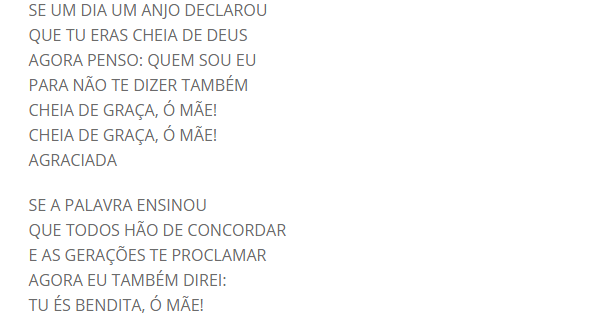 SE UM DIA UM ANJO DECLAROU
QUE TU ERAS CHEIA DE DEUS
AGORA PENSO: QUEM SOU EU
PARA NÃO TE DIZER TAMBÉM
CHEIA DE GRAÇA, Ó MÃE!
CHEIA DE GRAÇA, Ó MÃE!
AGRACIADA
SE A PALAVRA ENSINOU
QUE TODOS HÃO DE CONCORDAR
E AS GERAÇÕES TE PROCLAMAR
AGORA EU TAMBÉM DIREI:
TU ÉS BENDITA, Ó MÃE!